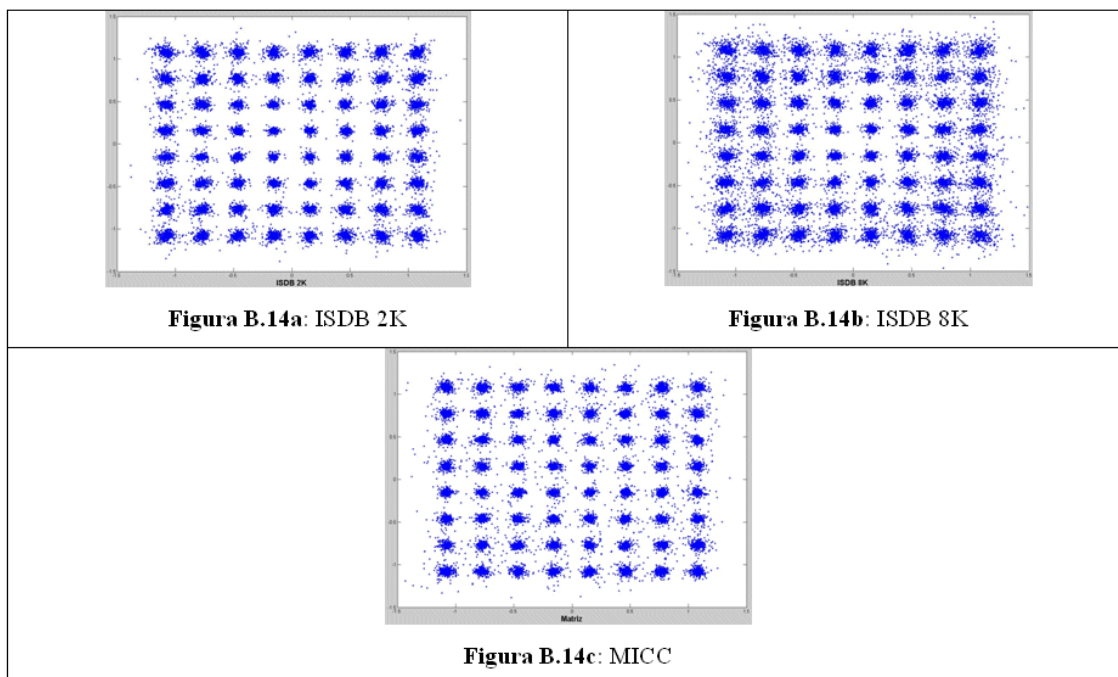 ISDB 2K
ISDB 8K
Figura B.14a: ISDB 2K
Figura B.14b: ISDB 8K
Matriz
Figura B.14c: MICC